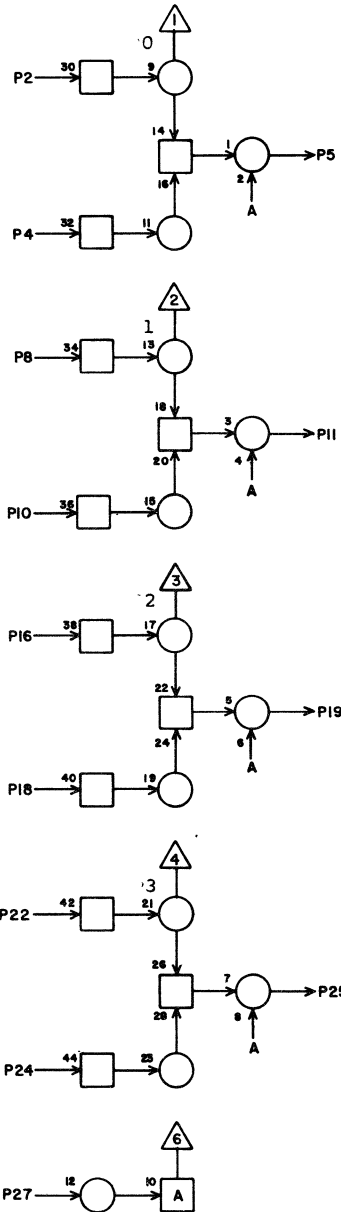 1
0
P2 30 9
14 1 P5
16 2
P4 32 11 A
2
1
P8 34 13
18 3 P11
20 4
P10 36 15 A
3
2
P16 38 17
22 5 P19
24 6
P18 40 19 A
4
3
P22 42 21
26 7 P25
28 8
P24 44 23 A
6
P27 12 10 A